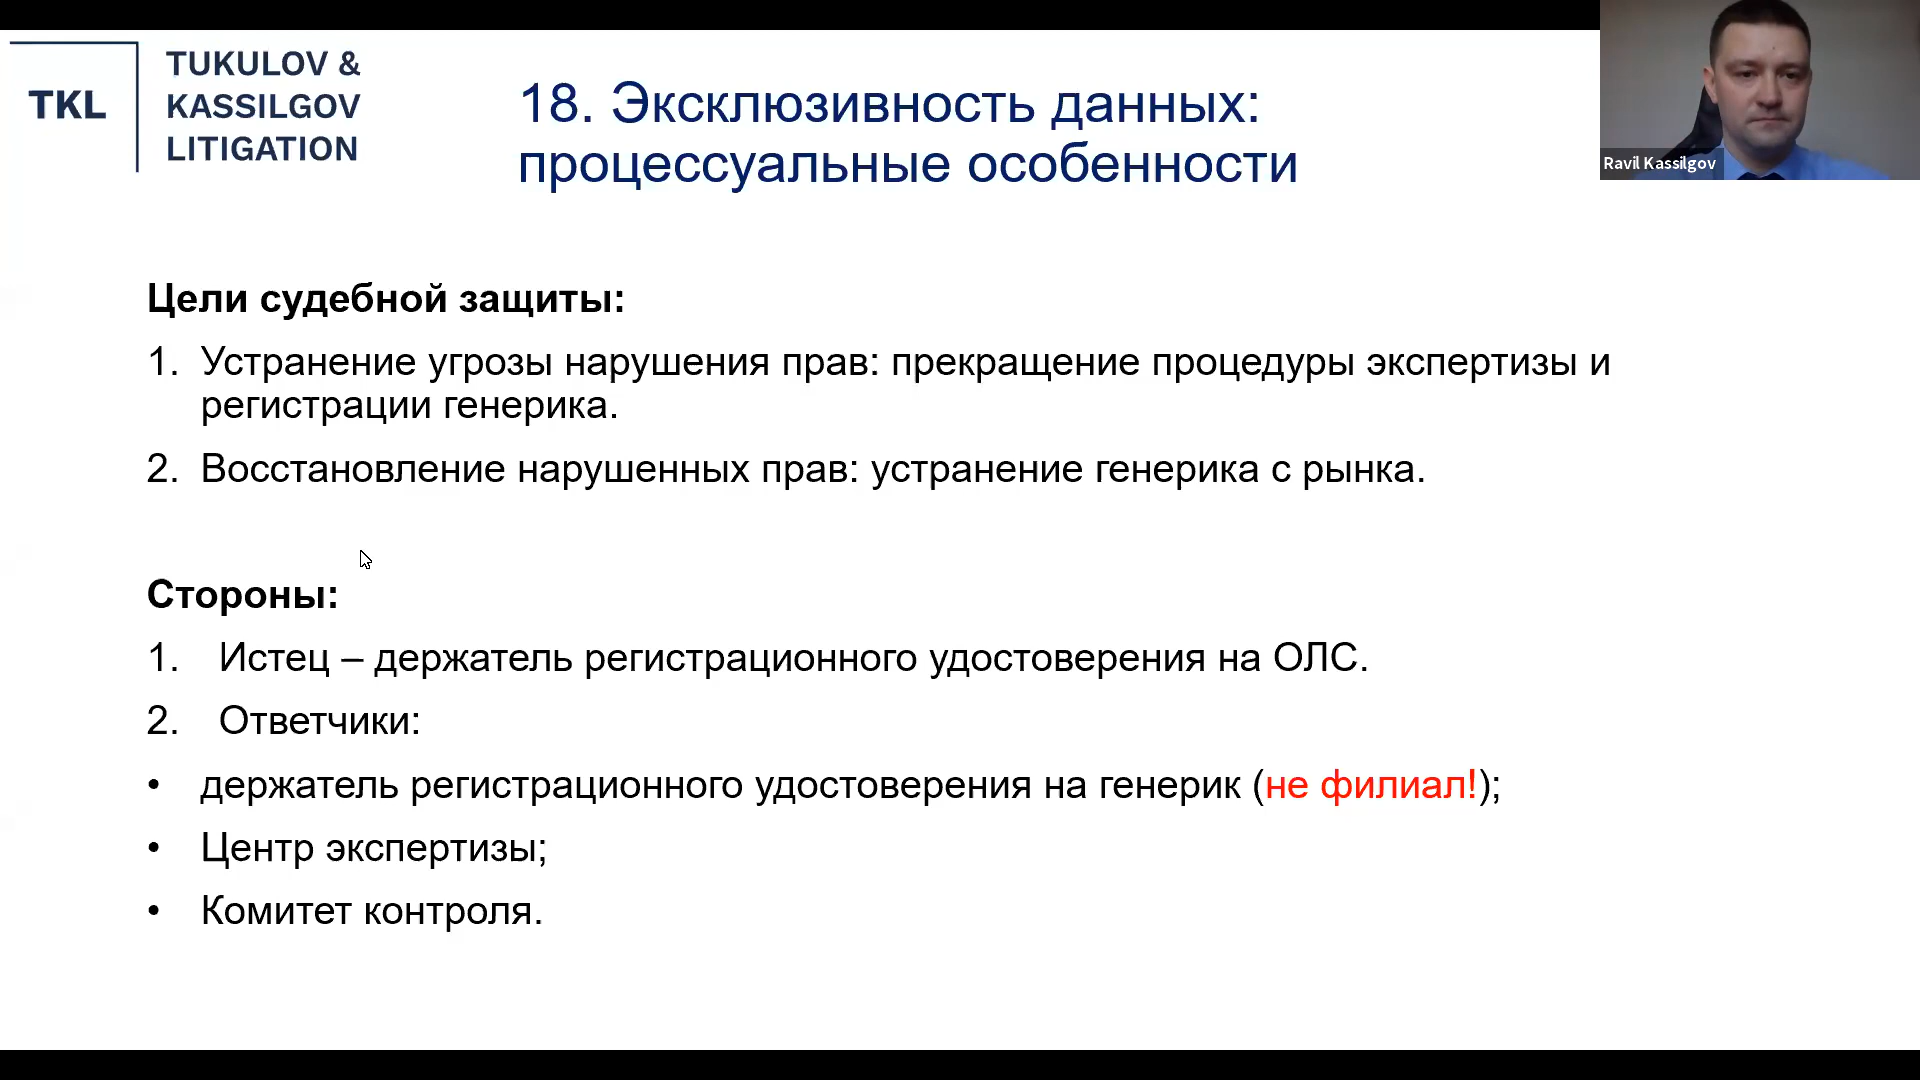 TKL
TUKULOV &
KASSILGOV
LITIGATION
18. Эксклюзивность данных:
процессуальные особенности
Ravil Kassilgov
Цели судебной защиты:
1. Устранение угрозы нарушения прав: прекращение процедуры экспертизы и
регистрации генерика.
2. Восстановление нарушенных прав: устранение генерика с рынка.
Стороны:
1. Истец – держатель регистрационного удостоверения на ОЛС.
2. Ответчики:
• держатель регистрационного удостоверения на генерик (не филиал!);
• Центр экспертизы;
• Комитет контроля.